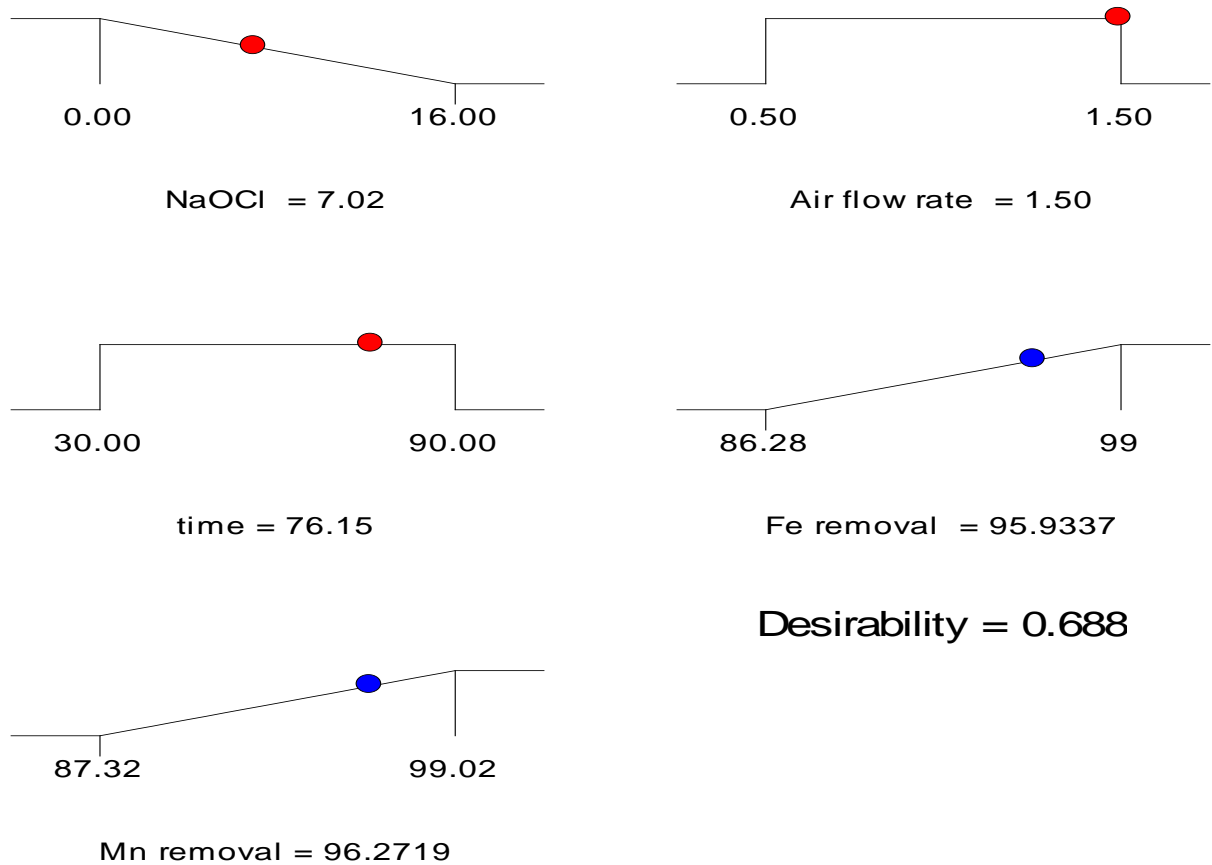 0.00 16.00
NaOCl = 7.02
0.50 1.50
Air flow rate = 1.50
30.00 90.00
time = 76.15
86.28 99
Fe removal = 95.9337
87.32 99.02
Mn removal = 96.2719
Desirability = 0.688